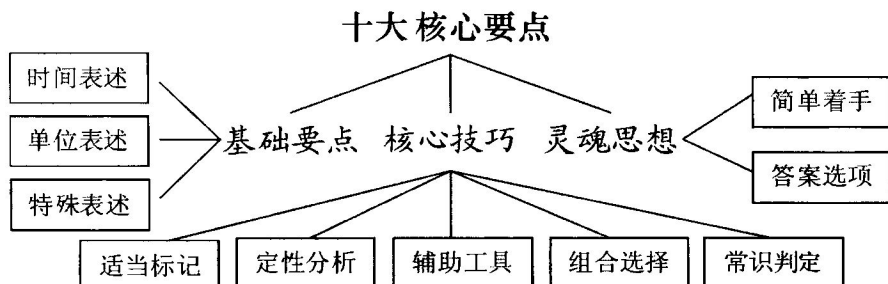 十大核心要点
时间表述
单位表述
特殊表述
基础要点 核心技巧 灵魂思想
简单着手
答案选项
适当标记 定性分析 辅助工具 组合选择 常识判定